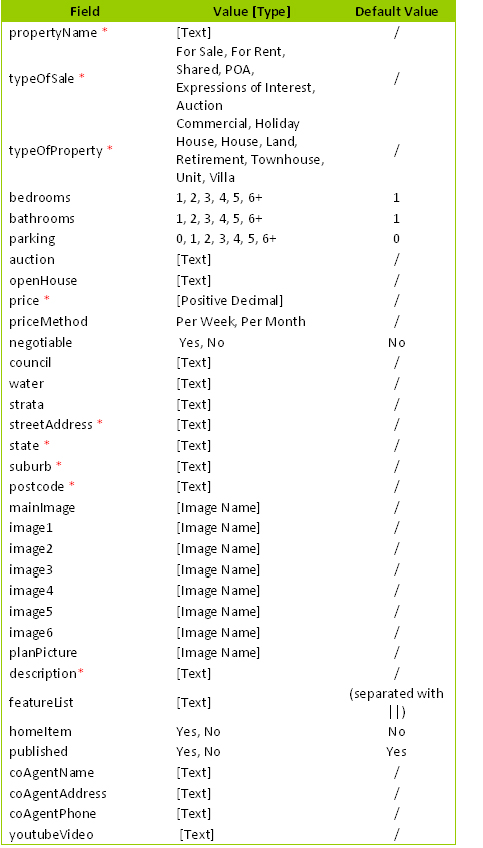 Field Value [Type] Default Value
propertyName * [Text] /
For Sale, For Rent,
Shared, POA,
typeOfSale * /
Expressions of Interest,
Auction
Commercial, Holiday
House, House, Land,
typeOfProperty * /
Retirement, Townhouse,
Unit, Villa
bedrooms 1, 2, 3, 4, 5, 6+ 1
bathrooms 1, 2, 3, 4, 5, 6+ 1
parking 0, 1, 2, 3, 4, 5, 6+ 0
auction [Text] /
openHouse [Text] /
price * [Positive Decimal] /
priceMethod Per Week, Per Month /
negotiable Yes, No No
council [Text] /
water [Text] /
strata [Text] /
streetAddress * [Text] /
state * [Text] /
suburb * [Text] /
postcode * [Text] /
mainImage [Image Name] /
image1 [Image Name] /
image2 [Image Name] /
image3 [Image Name] /
image4 [Image Name] /
image5 [Image Name] /
image6 [Image Name] /
planPicture [Image Name] /
description* [Text] /
(separated with
featureList [Text]
||)
homeItem Yes, No No
published Yes, No Yes
coAgentName [Text] /
coAgentAddress [Text] /
coAgentPhone [Text] /
youtubeVideo [Text] /